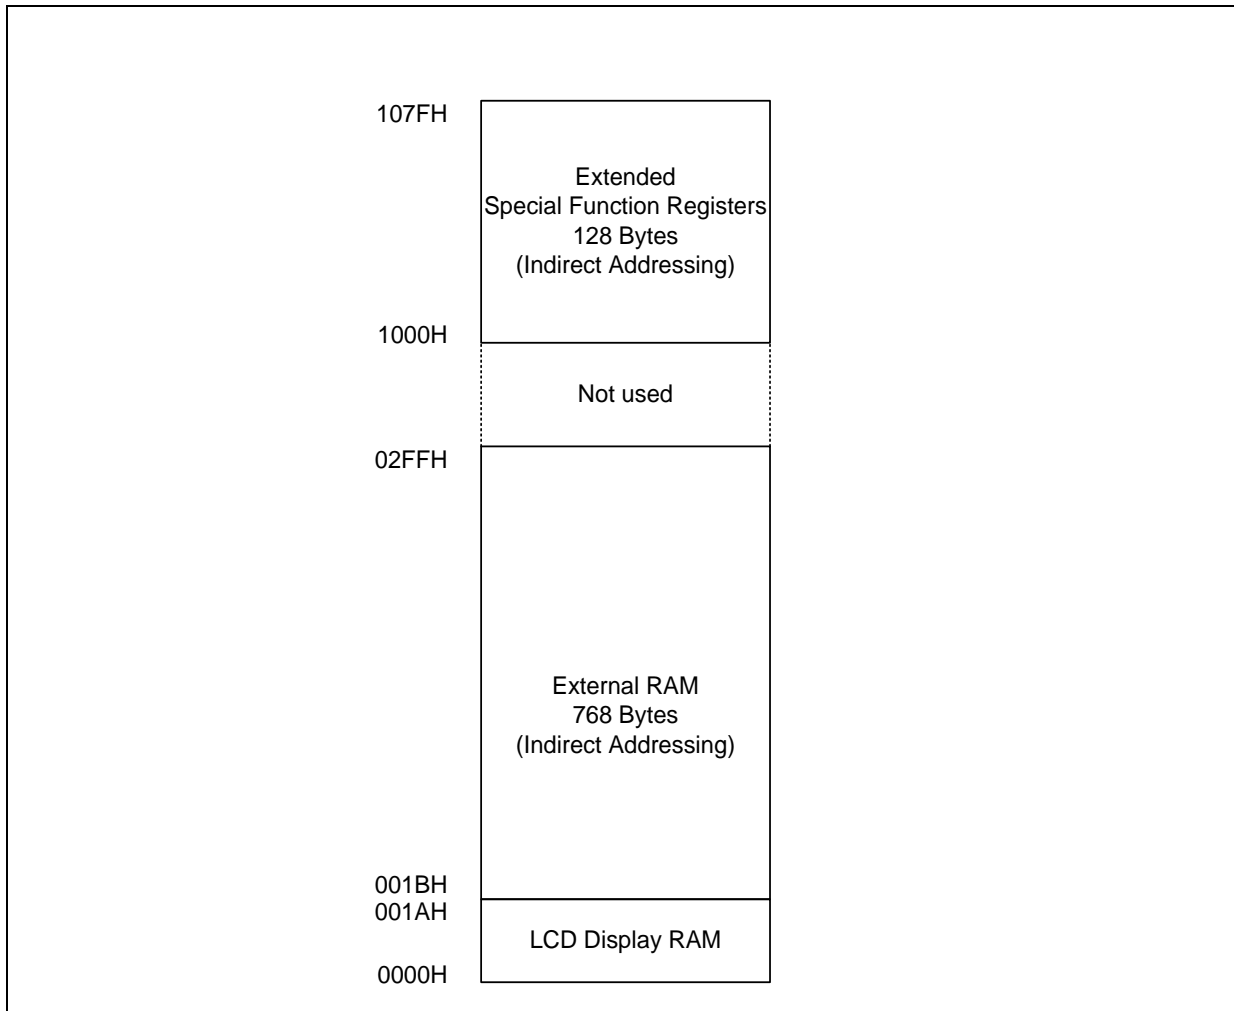 107FH
Extended
Special Function Registers
128 Bytes
(Indirect Addressing)
1000H
Not used
02FFH
External RAM
768 Bytes
(Indirect Addressing)
001BH
001AH
LCD Display RAM
0000H